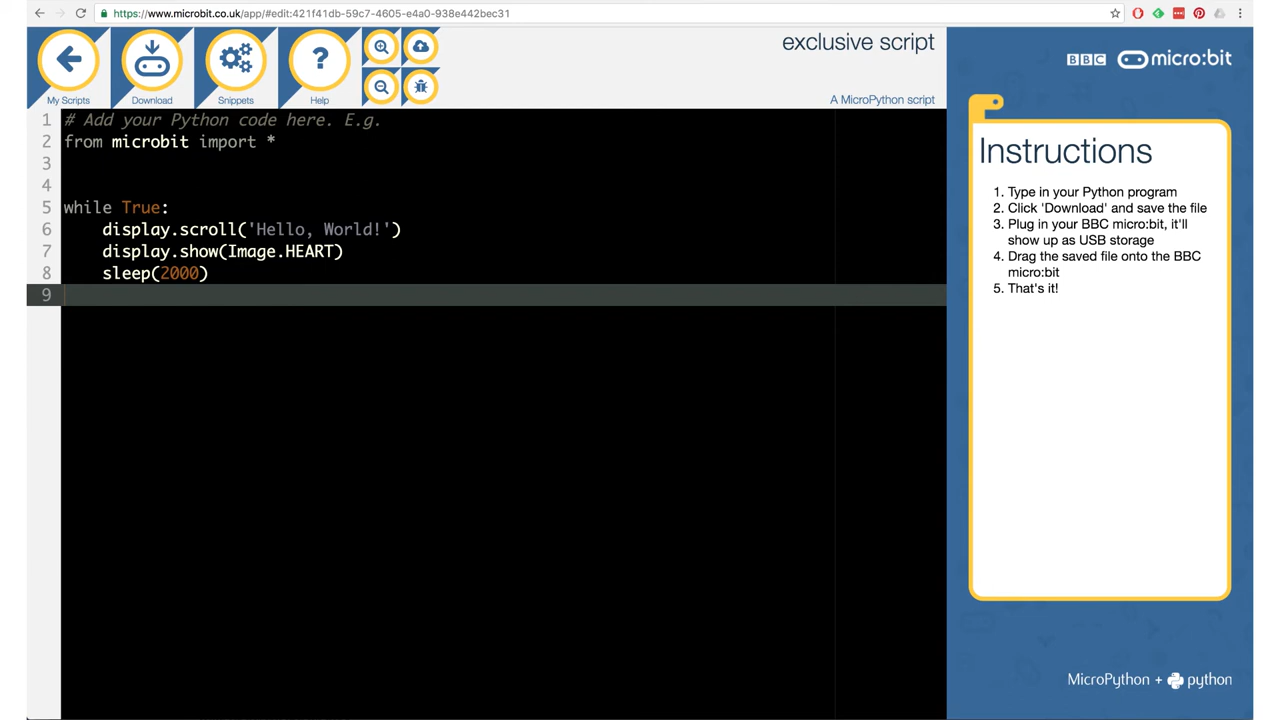 https://www.microbit.co.uk/app/#edit:421f41db-59c7-4605-e4a0-938e442bec31
My Scripts
Download
Snippets
?
Help
exclusive script
A MicroPython script
1 # Add your Python code here. E.g.
2 from microbit import *
3
4
5 while True:
6 display.scroll('Hello, World!')
7 display.show(Image.HEART)
8 sleep(2000)
9
BBC micro:bit
Instructions
1. Type in your Python program
2. Click 'Download' and save the file
3. Plug in your BBC micro:bit, it'll
show up as USB storage
4. Drag the saved file onto the BBC
micro:bit
5. That's it!
MicroPython + python